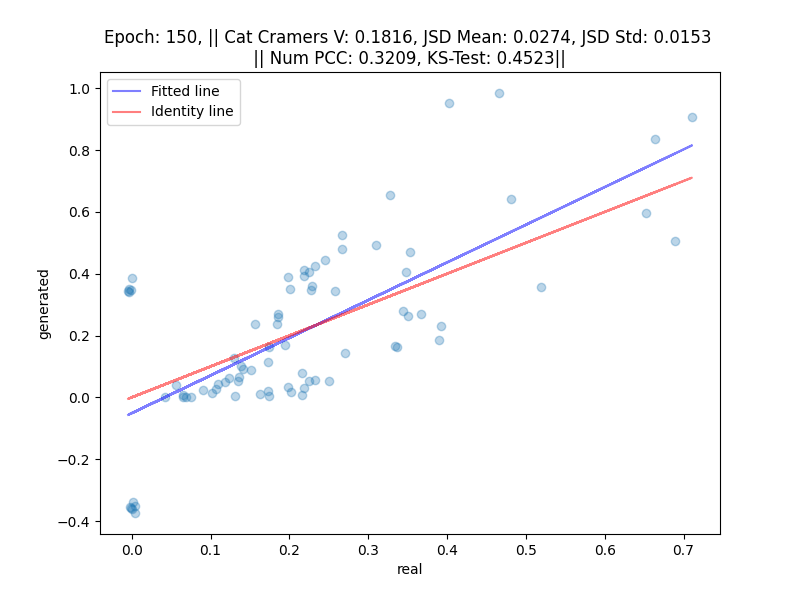 Epoch: 150, || Cat Cramers V: 0.1816, JSD Mean: 0.0274, JSD Std: 0.0153
|| Num PCC: 0.3209, KS-Test: 0.4523||
Fitted line
Identity line
1.0
0.8
0.6
0.4
0.2
0.0
−0.2
−0.4
generated
0.0 0.1 0.2 0.3 0.4 0.5 0.6 0.7
real